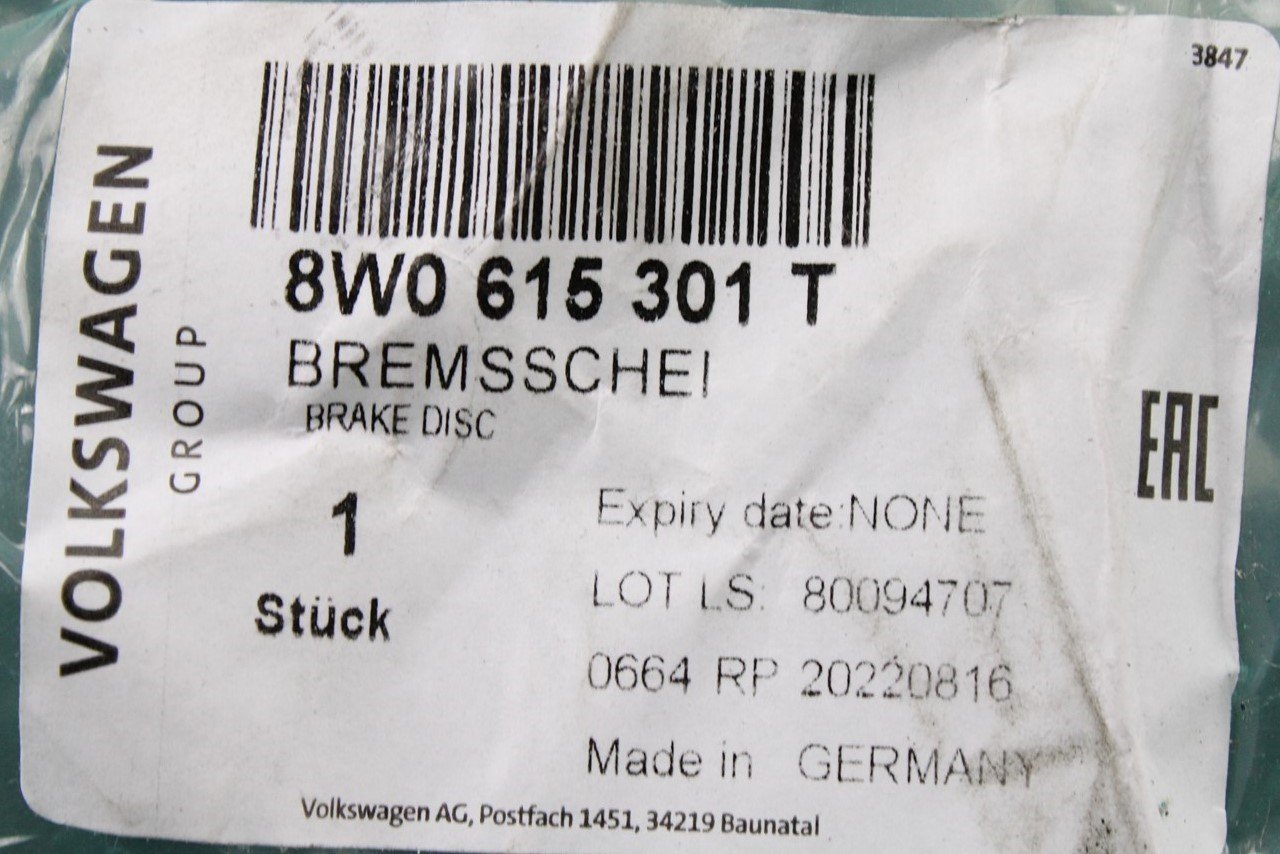 3847
VOLKSWAGEN
GROUP
8W0 615 301 T
BREMSSCHEI
BRAKE DISC
EAC
1
Stück
Expiry date:NONE
LOT LS: 80094707
0664 RP 20220816
Made in GERMANY
Volkswagen AG, Postfach 1451, 34219 Baunatal